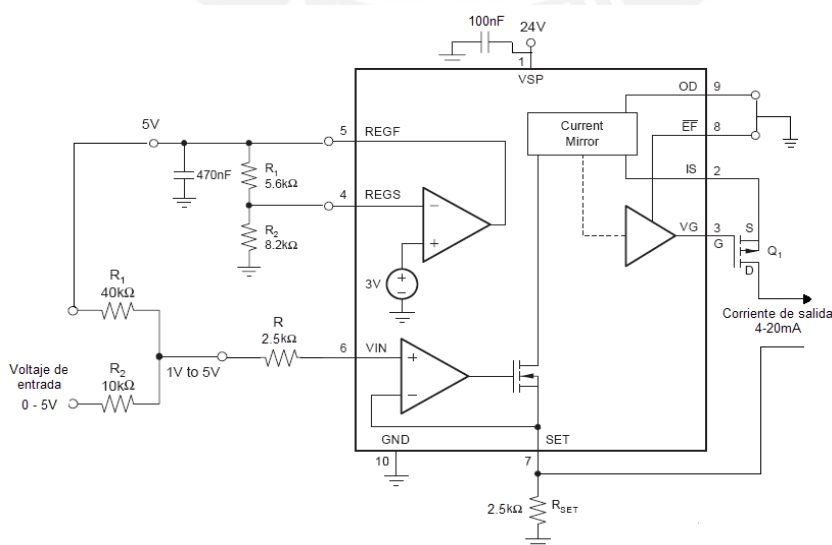 100nF
24V
1
VSP
OD
9
Current
Mirror
EF
8
5V
5
REGF
IS
2
470nF
R1
5.6kΩ
4
REGS
VG
3
S
G
Q1
D
R2
8.2kΩ
3V
R1
40kΩ
Corriente de salida
4-20mA
R
2.5kΩ
6
VIN
Voltaje de
entrada
0 - 5V
R2
10kΩ
1V to 5V
GND
SET
10
7
2.5kΩ
RSET